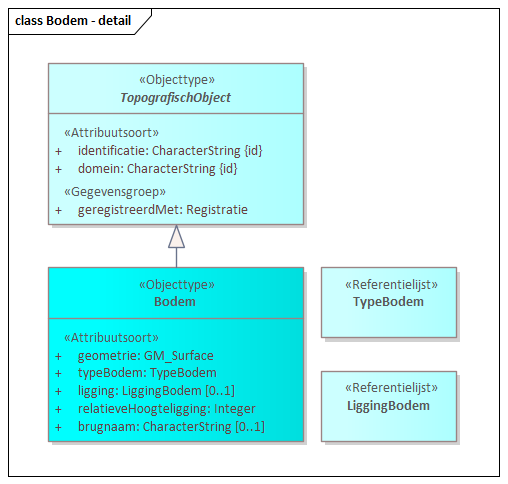 class Bodem - detail
«Objecttype»
TopografischObject
«Attribuutsoort»
+ identificatie: CharacterString {id}
+ domein: CharacterString {id}
«Gegevensgroep»
+ geregistreerdMet: Registratie
«Objecttype»
Bodem
«Attribuutsoort»
+ geometrie: GM_Surface
+ typeBodem: TypeBodem
+ ligging: LiggingBodem [0..1]
+ relatieveHoogteligging: Integer
+ brugnaam: CharacterString [0..1]
«Referentielijst»
TypeBodem
«Referentielijst»
LiggingBodem